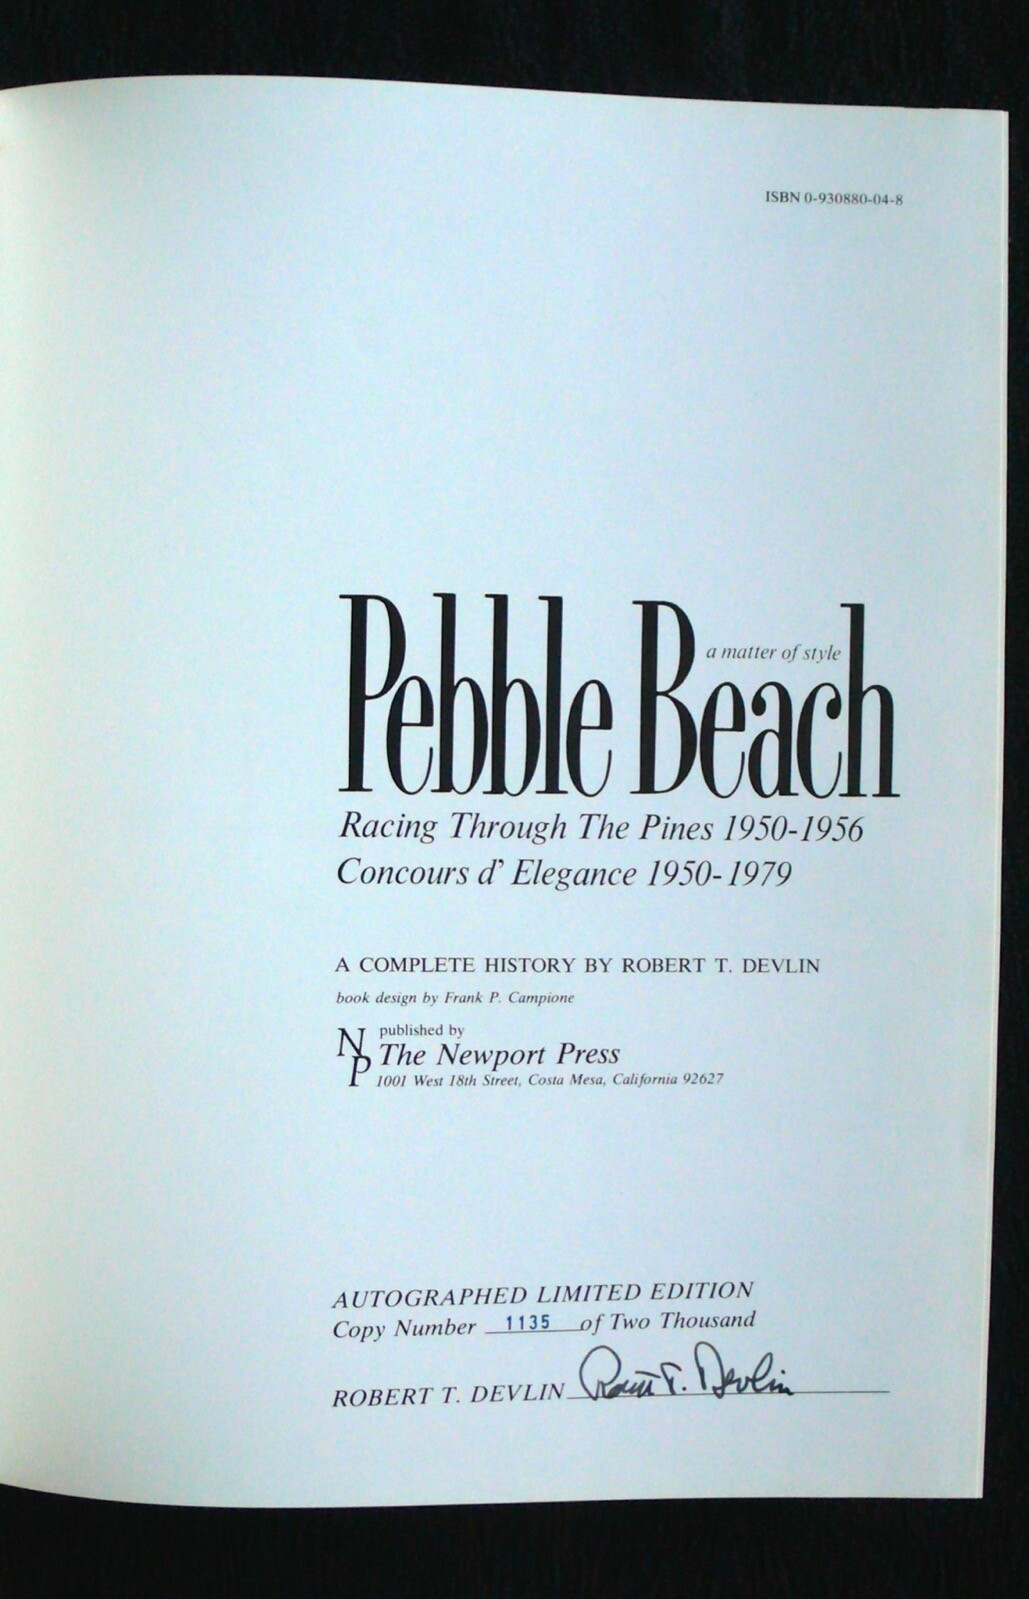 ISBN 0-930880-04-8
a matter of style
Pebble Beach
Racing Through The Pines 1950-1956
Concours d' Elegance 1950-1979
A COMPLETE HISTORY BY ROBERT T. DEVLIN
book design by Frank P. Campione
NP published by
The Newport Press
1001 West 18th Street, Costa Mesa, California 92627
AUTOGRAPHED LIMITED EDITION
Copy Number 1135 of Two Thousand
ROBERT T. DEVLIN Robert T. Devlin